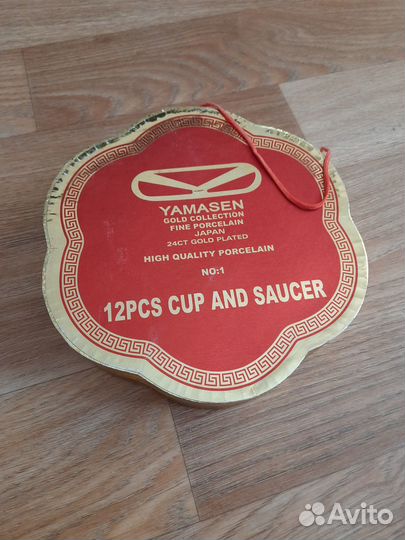 YAMASEN
GOLD COLLECTION
FINE PORCELAIN
JAPAN
24CT GOLD PLATED
HIGH QUALITY PORCELAIN
NO:1
12PCS CUP AND SAUCER
Avito